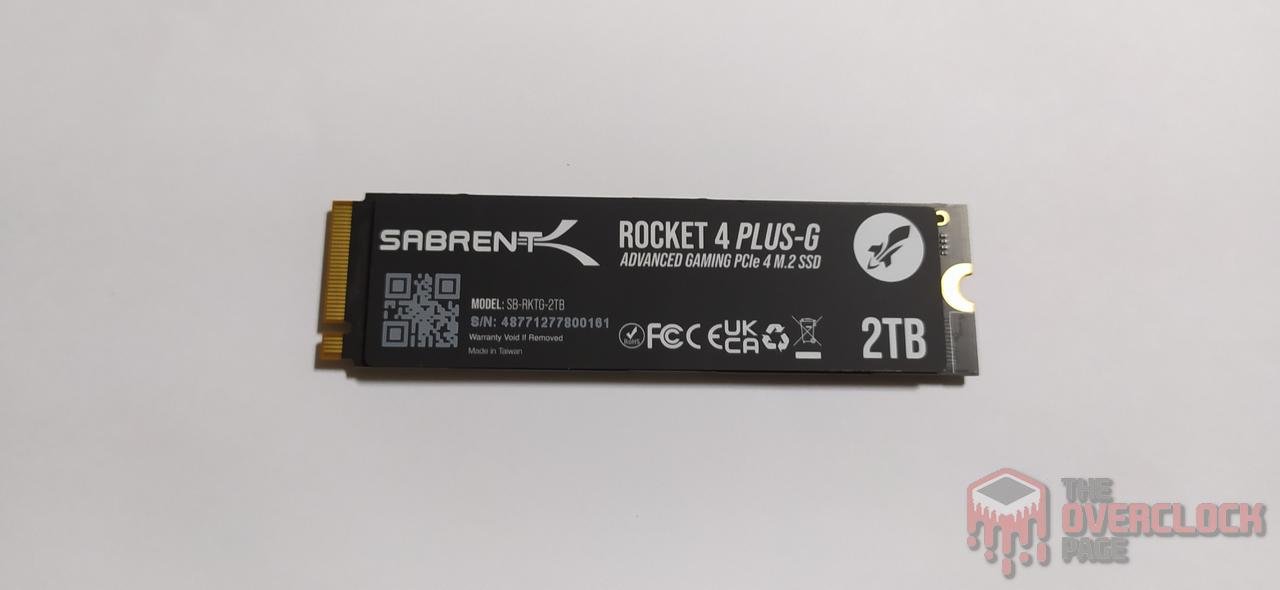 SABRENT
ROCKET 4 PLUS-G
ADVANCED GAMING PCIe 4 M.2 SSD
MODEL: SB-RKTG-2TB
S/N: 48771277800161
Warranty Void If Removed
Made in Taiwan
RoHS
FC CE UK CA
2TB
THE
OVERCLOCK
PAGE